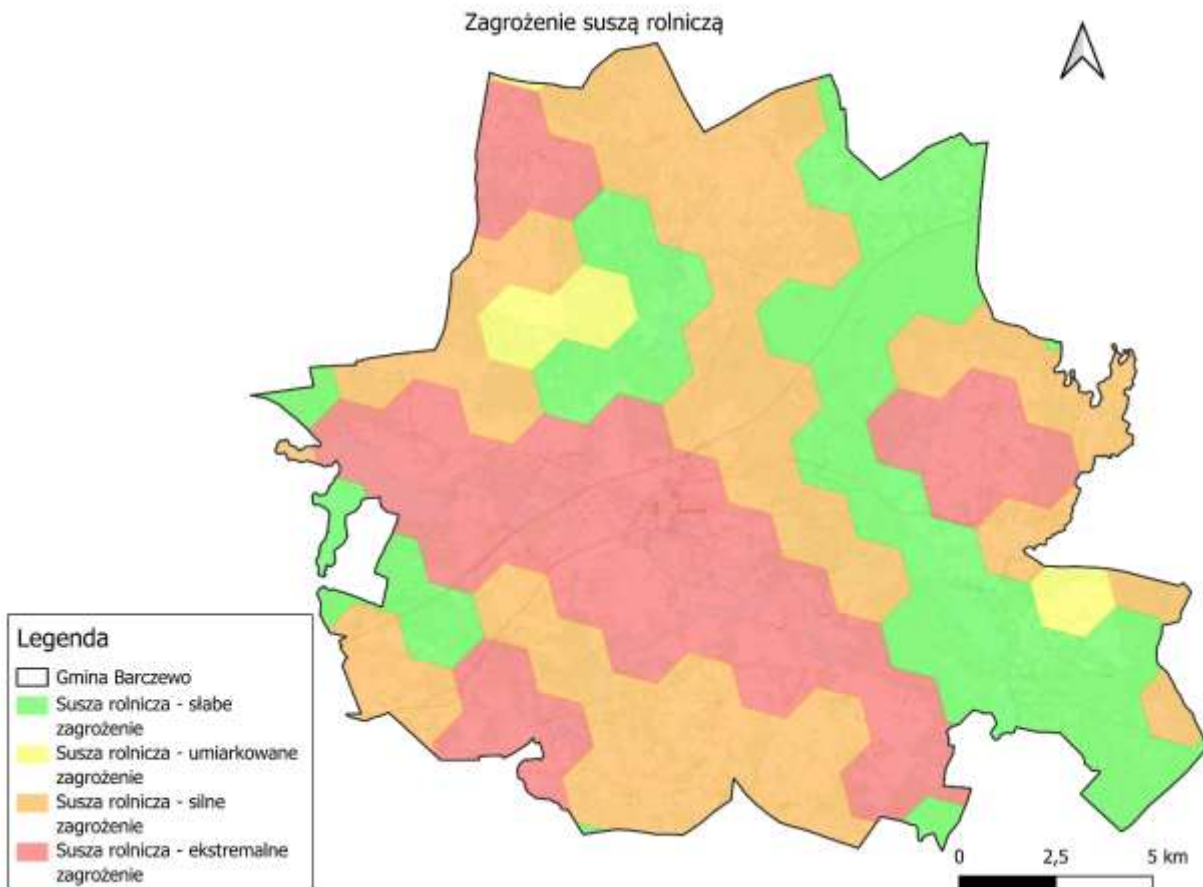 Zagrożenie suszą rolniczą
Legenda
Gmina Barczewo
Susza rolnicza - słabe
zagrożenie
Susza rolnicza - umiarkowane
zagrożenie
Susza rolnicza - silne
zagrożenie
Susza rolnicza - ekstremalne
zagrożenie
0 2,5 5 km